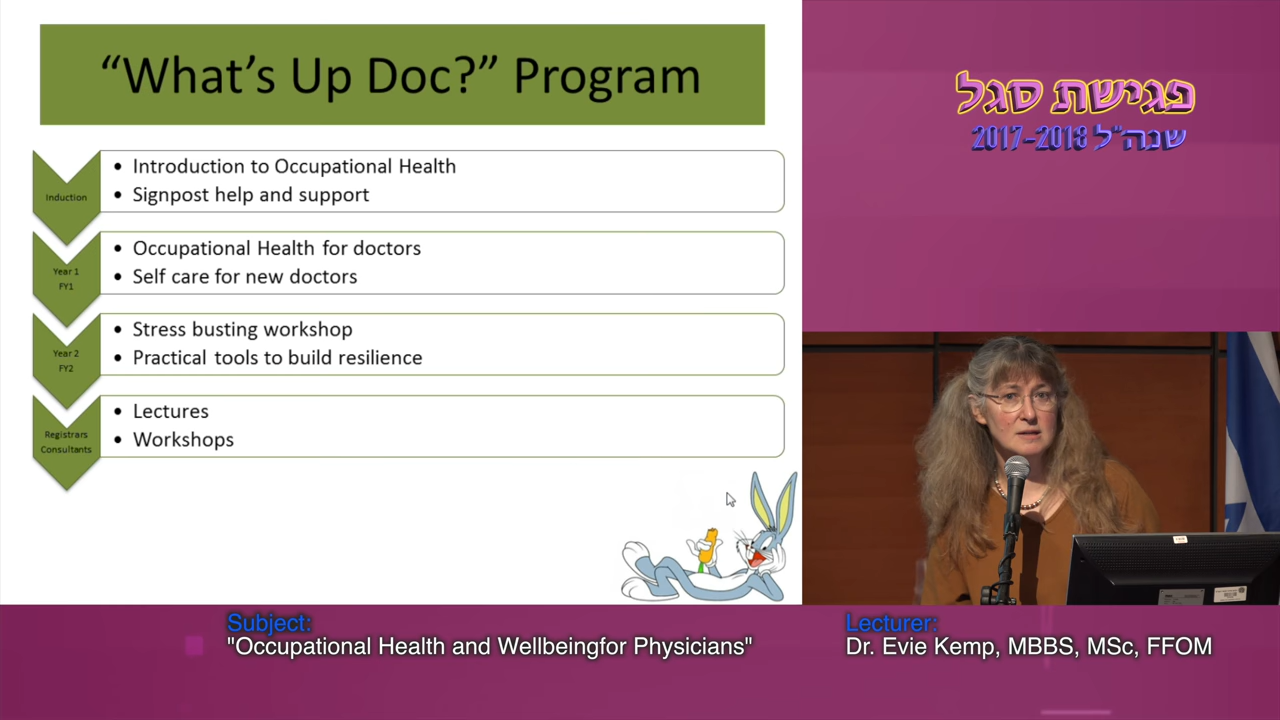 “What’s Up Doc?” Program
Induction
• Introduction to Occupational Health
• Signpost help and support
Year 1
FY1
• Occupational Health for doctors
• Self care for new doctors
Year 2
FY2
• Stress busting workshop
• Practical tools to build resilience
Registrars
Consultants
• Lectures
• Workshops
פגישת סגל
שנה"ל 2017-2018
Subject:
"Occupational Health and Wellbeingfor Physicians"
Lecturer:
Dr. Evie Kemp, MBBS, MSc, FFOM